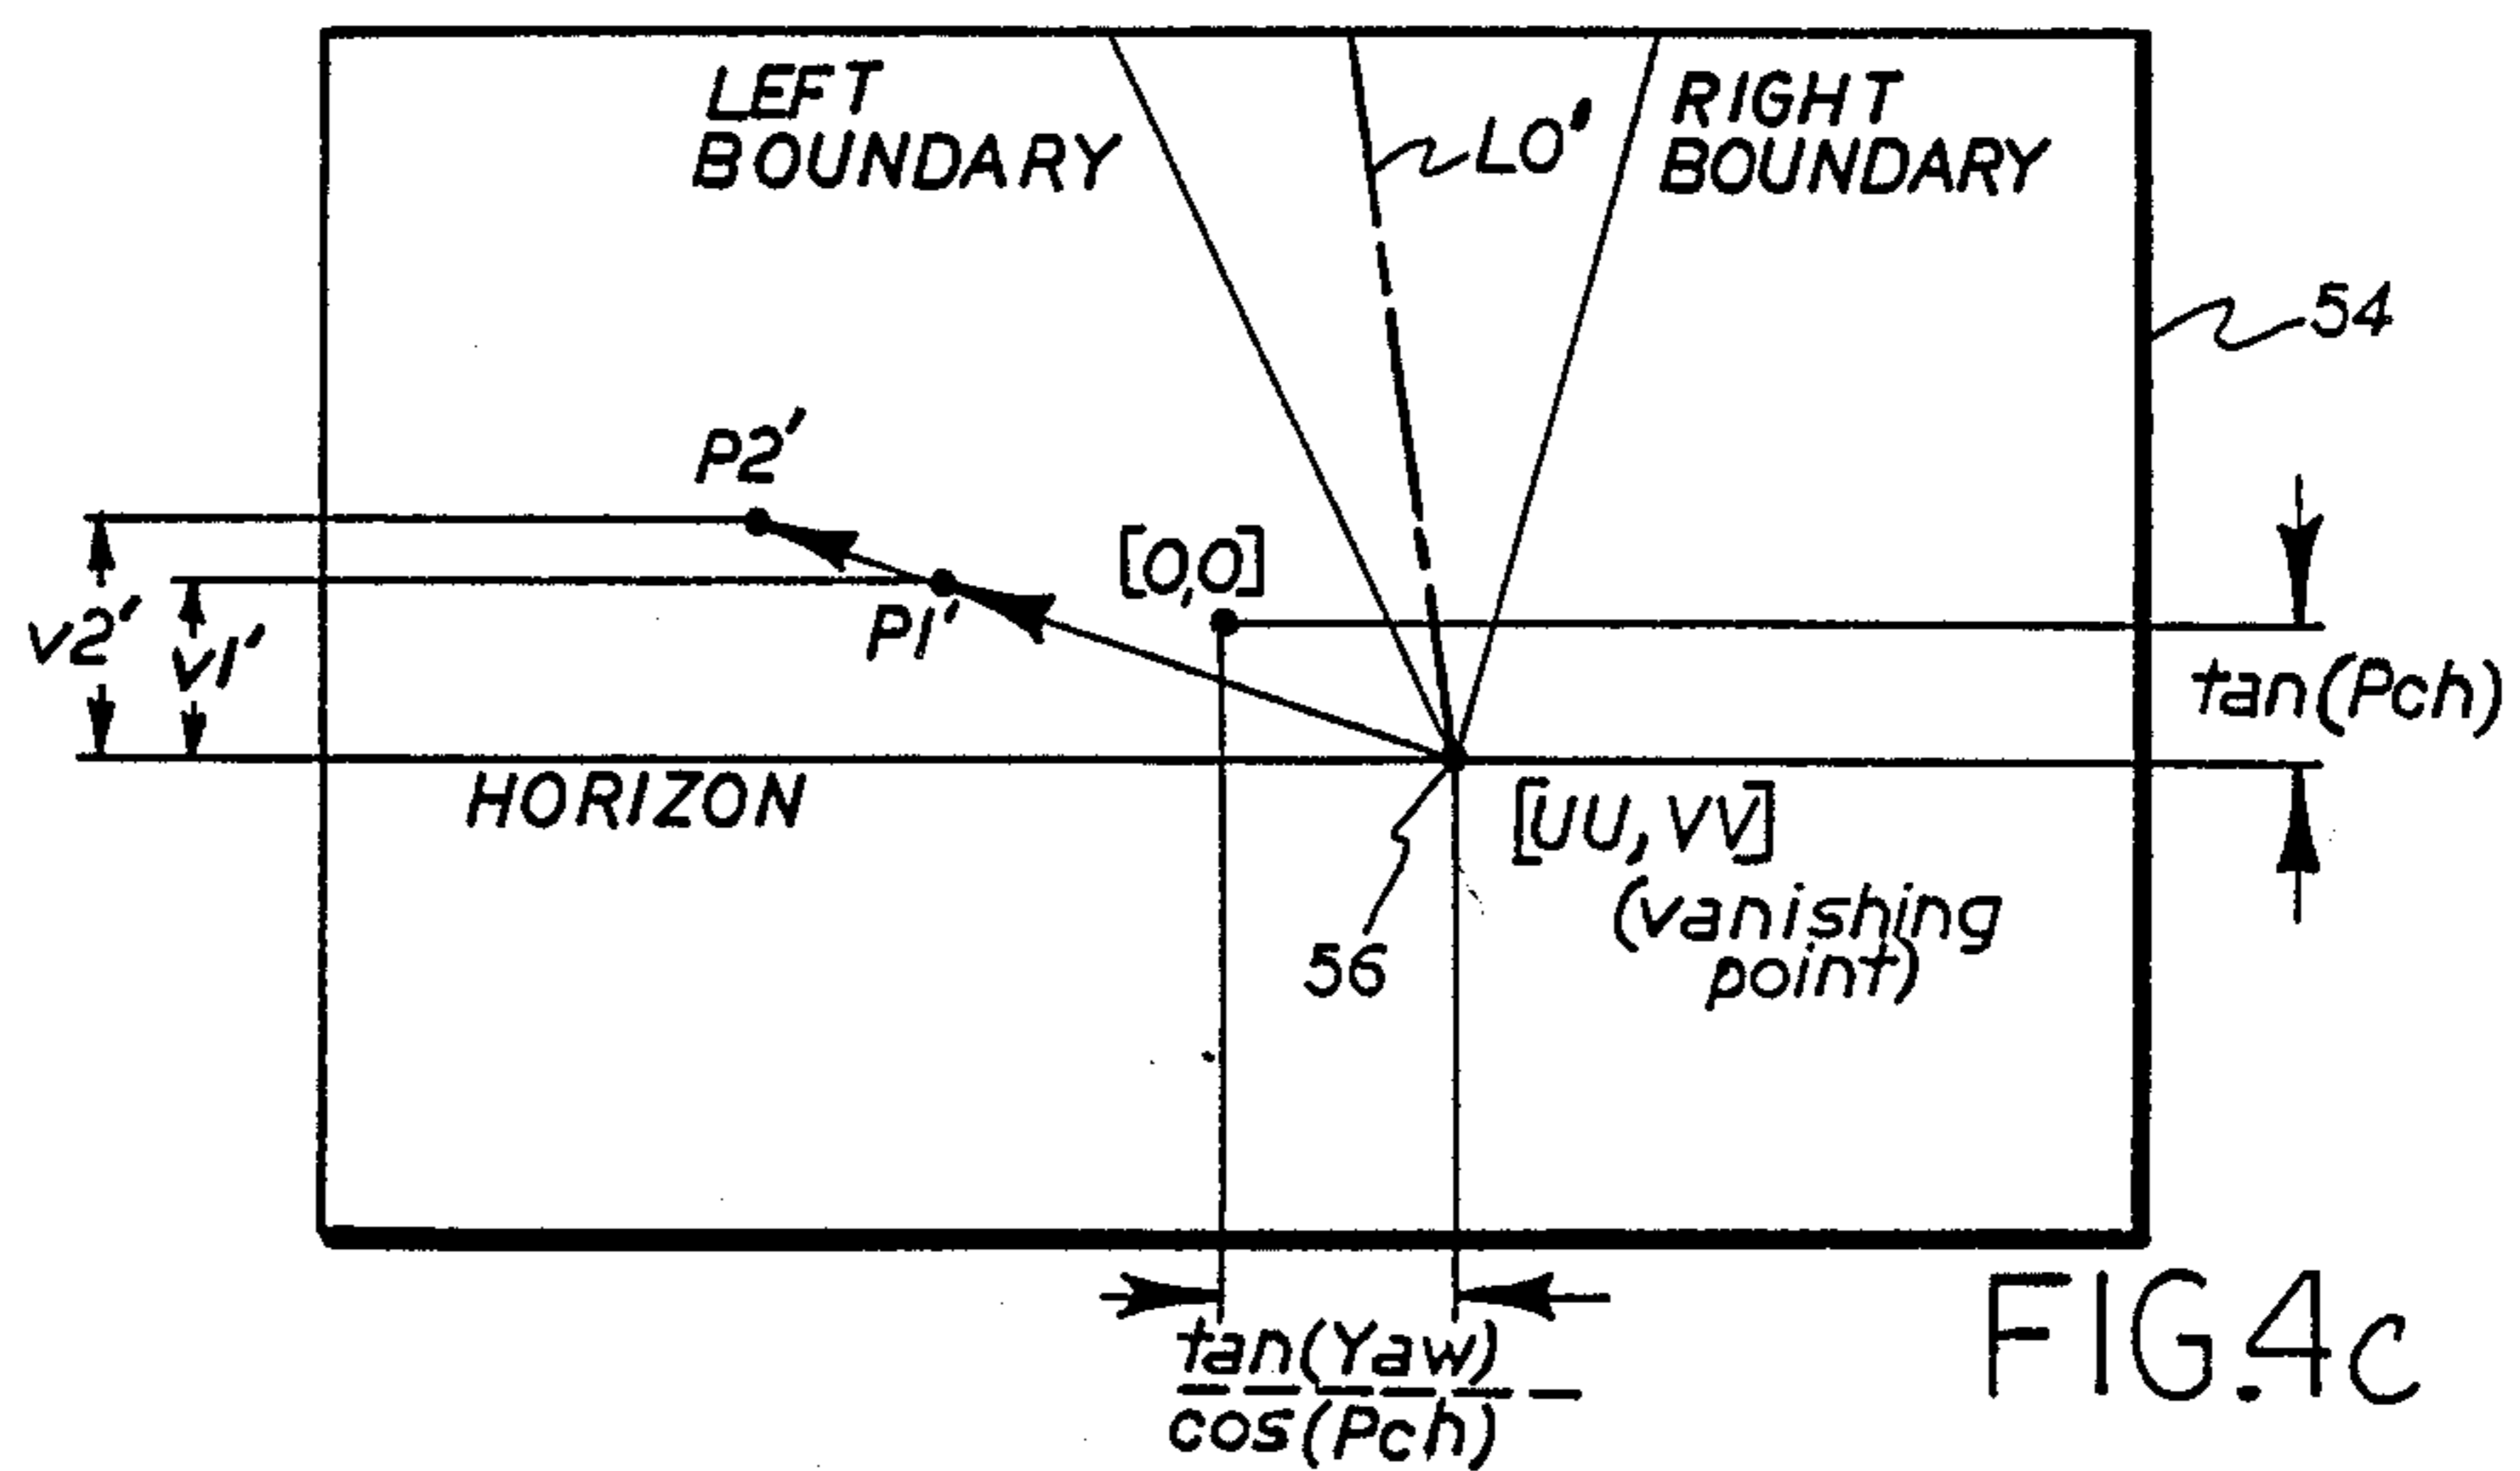 LEFT
BOUNDARY
LO'
RIGHT
BOUNDARY
54
P2'
[0,0]
P1'
v2'
v1'
tan(Pch)
HORIZON
[UU, VV]
(vanishing
point)
56
tan(Yaw)
cos(Pch)
FIG.4c